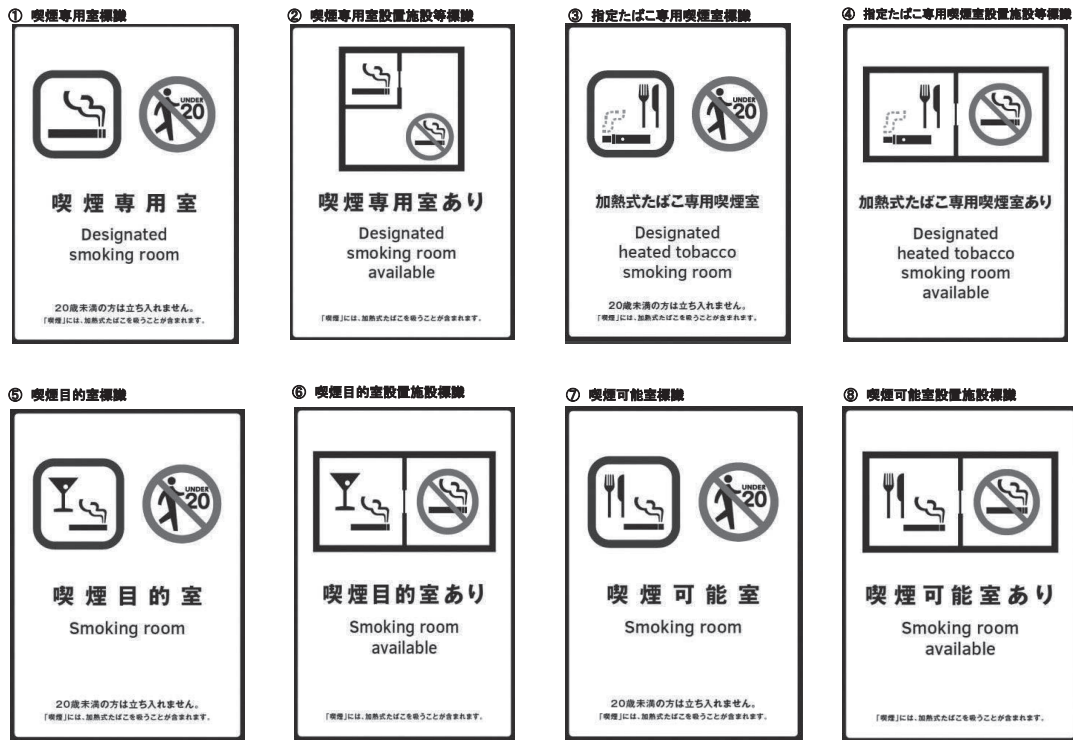 ① 喫煙専用室標識
UNDER
20
喫煙専用室
Designated
smoking room
20歳未満の方は立ち入れません。
「喫煙」には、加熱式たばこを吸うことが含まれます。
② 喫煙専用室設置施設等標識
喫煙専用室あり
Designated
smoking room
available
「喫煙」には、加熱式たばこを吸うことが含まれます。
③ 指定たばこ専用喫煙室標識
UNDER
20
加熱式たばこ専用喫煙室
Designated
heated tobacco
smoking room
20歳未満の方は立ち入れません。
「喫煙」には、加熱式たばこを吸うことが含まれます。
④ 指定たばこ専用喫煙室設置施設等標識
加熱式たばこ専用喫煙室あり
Designated
heated tobacco
smoking room
available
⑤ 喫煙目的室標識
UNDER
20
喫煙目的室
Smoking room
20歳未満の方は立ち入れません。
「喫煙」には、加熱式たばこを吸うことが含まれます。
⑥ 喫煙目的室設置施設標識
喫煙目的室あり
Smoking room
available
「喫煙」には、加熱式たばこを吸うことが含まれます。
⑦ 喫煙可能室標識
UNDER
20
喫煙可能室
Smoking room
20歳未満の方は立ち入れません。
「喫煙」には、加熱式たばこを吸うことが含まれます。
⑧ 喫煙可能室設置施設標識
喫煙可能室あり
Smoking room
available
「喫煙」には、加熱式たばこを吸うことが含まれます。